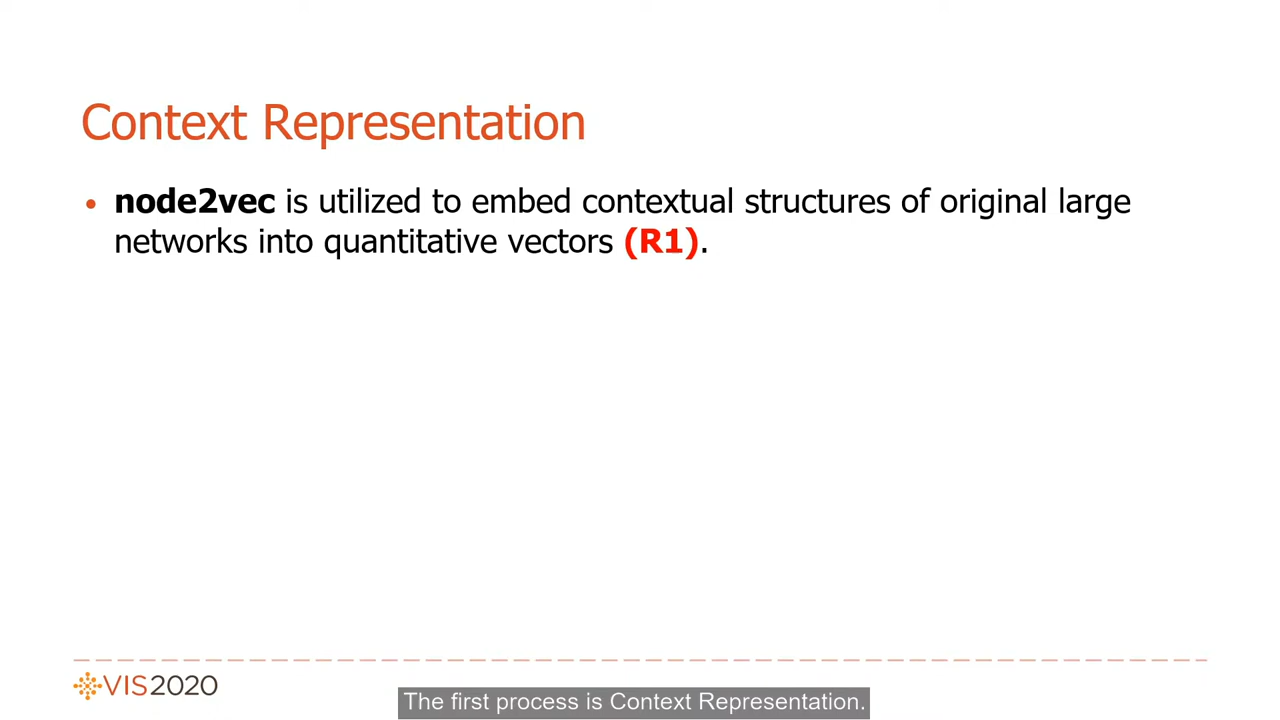 Context Representation
• node2vec is utilized to embed contextual structures of original large
networks into quantitative vectors (R1).
VIS2020
The first process is Context Representation.